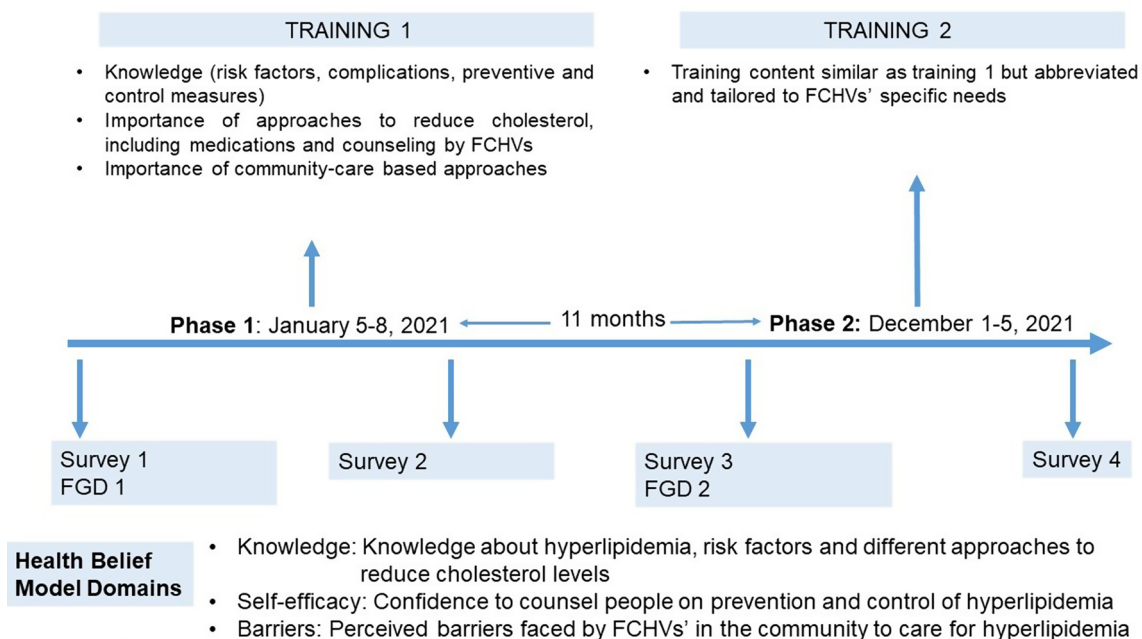 TRAINING 1
TRAINING 2
• Knowledge (risk factors, complications, preventive and
control measures)
• Importance of approaches to reduce cholesterol,
including medications and counseling by FCHVs
• Importance of community-care based approaches
• Training content similar as training 1 but abbreviated
and tailored to FCHVs’ specific needs
Phase 1: January 5-8, 2021
11 months
Phase 2: December 1-5, 2021
Survey 1
FGD 1
Survey 2
Survey 3
FGD 2
Survey 4
Health Belief
Model Domains
• Knowledge: Knowledge about hyperlipidemia, risk factors and different approaches to
reduce cholesterol levels
• Self-efficacy: Confidence to counsel people on prevention and control of hyperlipidemia
• Barriers: Perceived barriers faced by FCHVs’ in the community to care for hyperlipidemia